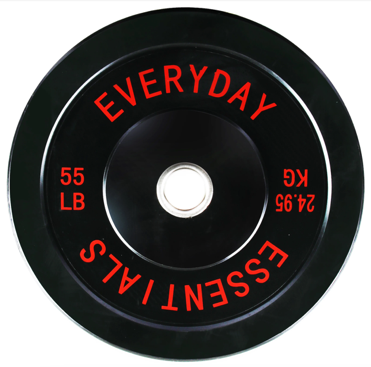 EVERYDAY
55
LB
24.95
KG
ESSENTIALS